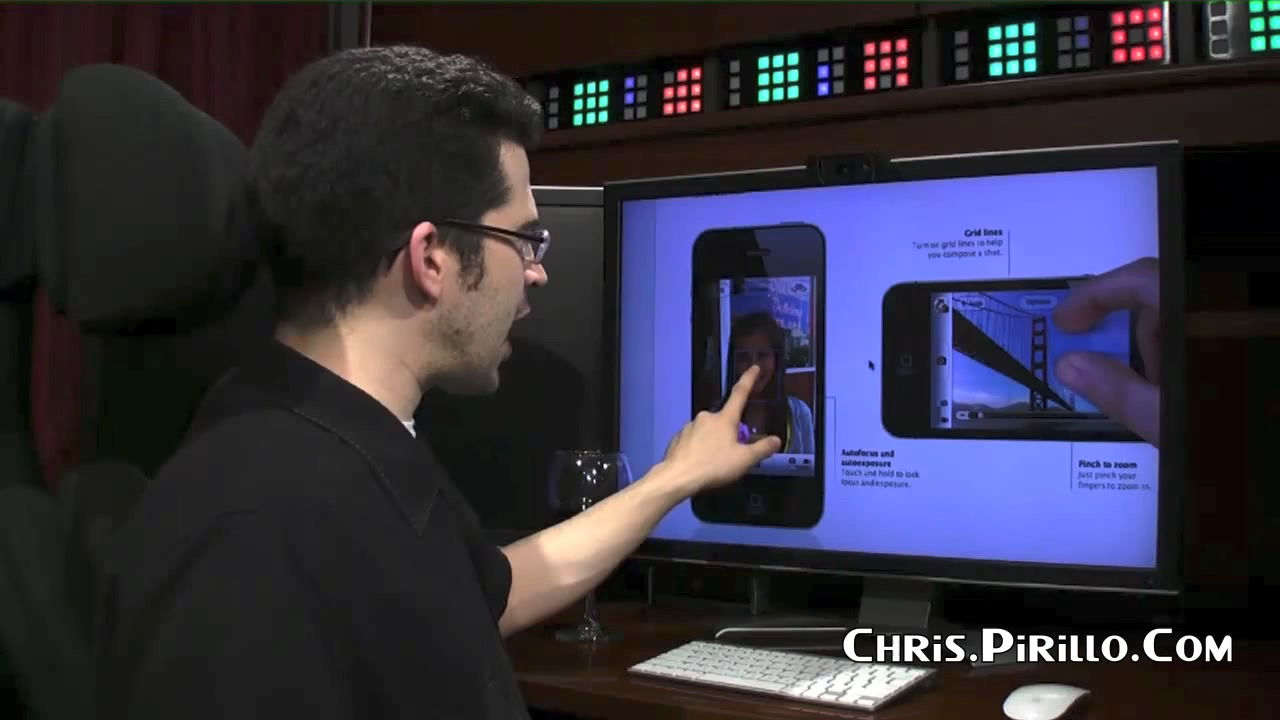 Grid lines
Turn on grid lines to help
you compose a shot.
Options
Autofocus and
autoexposure
Touch and hold to lock
focus and exposure.
Pinch to zoom
Just pinch your
fingers to zoom in.
Chris.Pirillo.Com